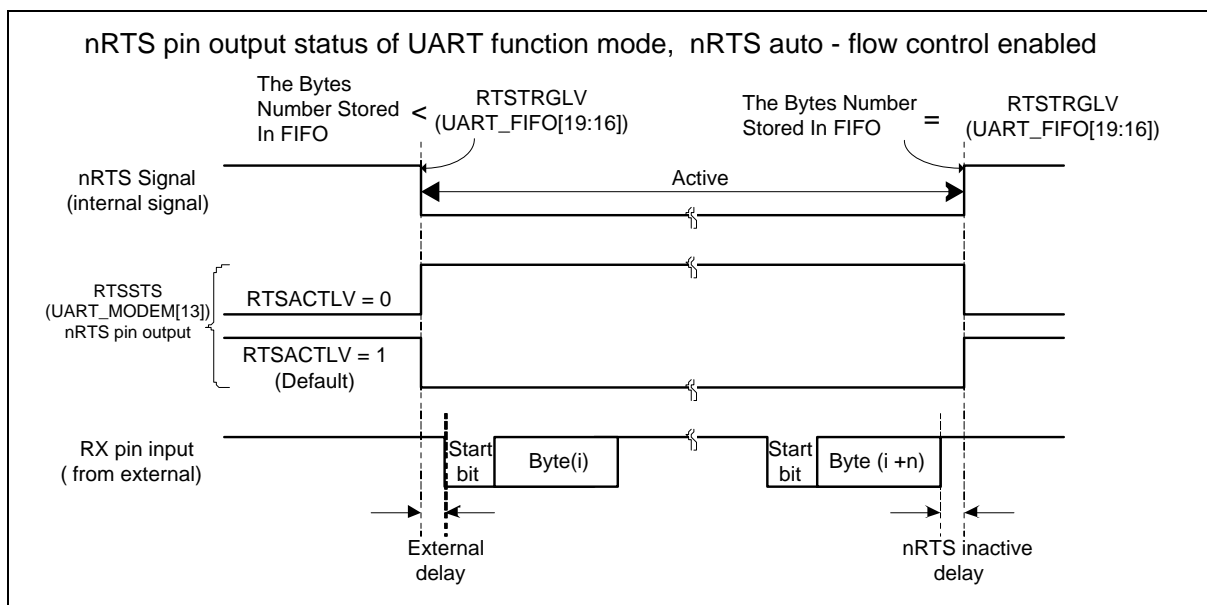 nRTS pin output status of UART function mode, nRTS auto - flow control enabled
The Bytes
Number Stored
In FIFO
<
RTSTRGLV
(UART_FIFO[19:16])
The Bytes Number
Stored In FIFO
=
RTSTRGLV
(UART_FIFO[19:16])
nRTS Signal
(internal signal)
Active
RTSSTS
(UART_MODEM[13])
nRTS pin output
RTSACTLV = 0
RTSACTLV = 1
(Default)
RX pin input
( from external)
Start
bit
Byte(i)
Start
bit
Byte (i +n)
External
delay
nRTS inactive
delay